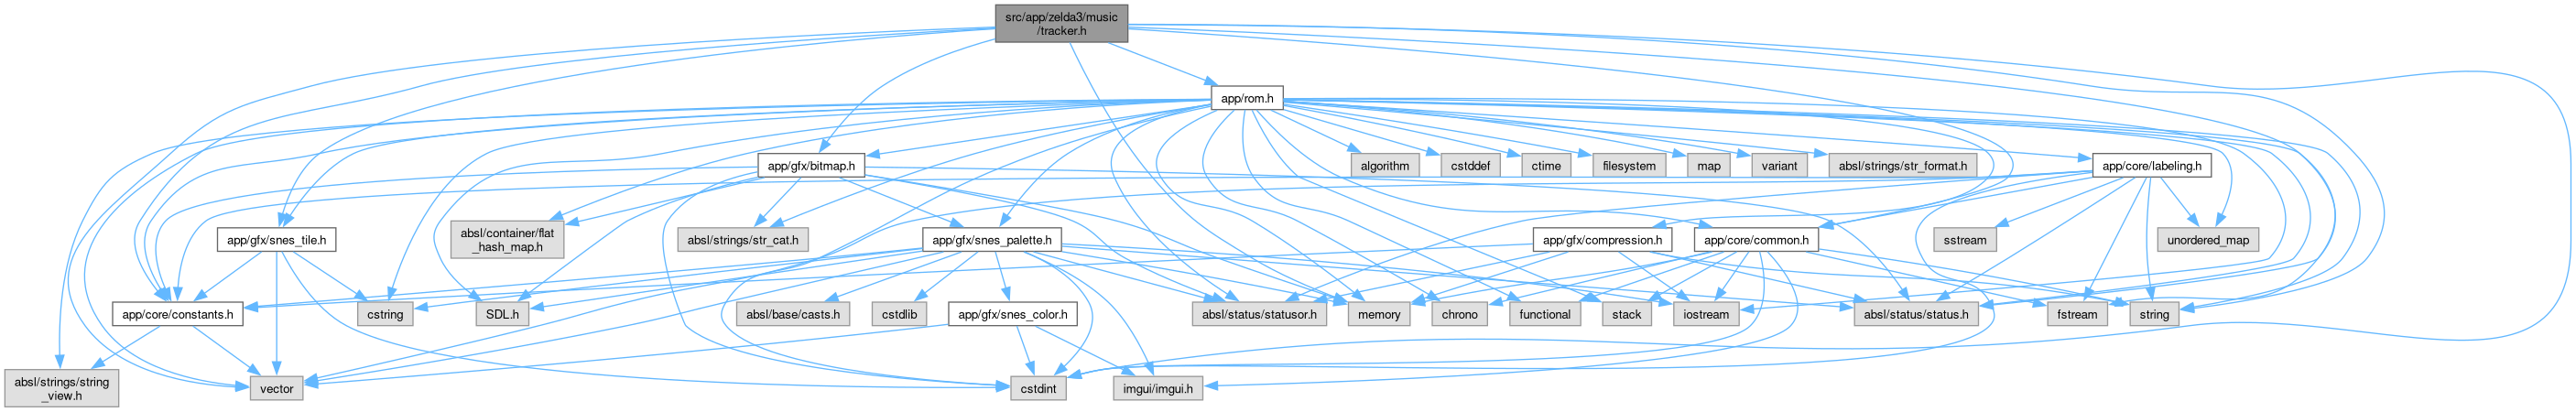 src/app/zelda3/music
/tracker.h
app/rom.h
app/gfx/bitmap.h
algorithm
cstddef
ctime
filesystem
map
variant
absl/strings/str_format.h
app/core/labeling.h
app/gfx/snes_tile.h
absl/container/flat
_hash_map.h
absl/strings/str_cat.h
app/gfx/snes_palette.h
app/gfx/compression.h
app/core/common.h
sstream
unordered_map
app/core/constants.h
cstring
SDL.h
absl/base/casts.h
cstdlib
app/gfx/snes_color.h
absl/status/statusor.h
memory
chrono
functional
stack
iostream
absl/status/status.h
fstream
string
absl/strings/string
_view.h
vector
cstdint
imgui/imgui.h